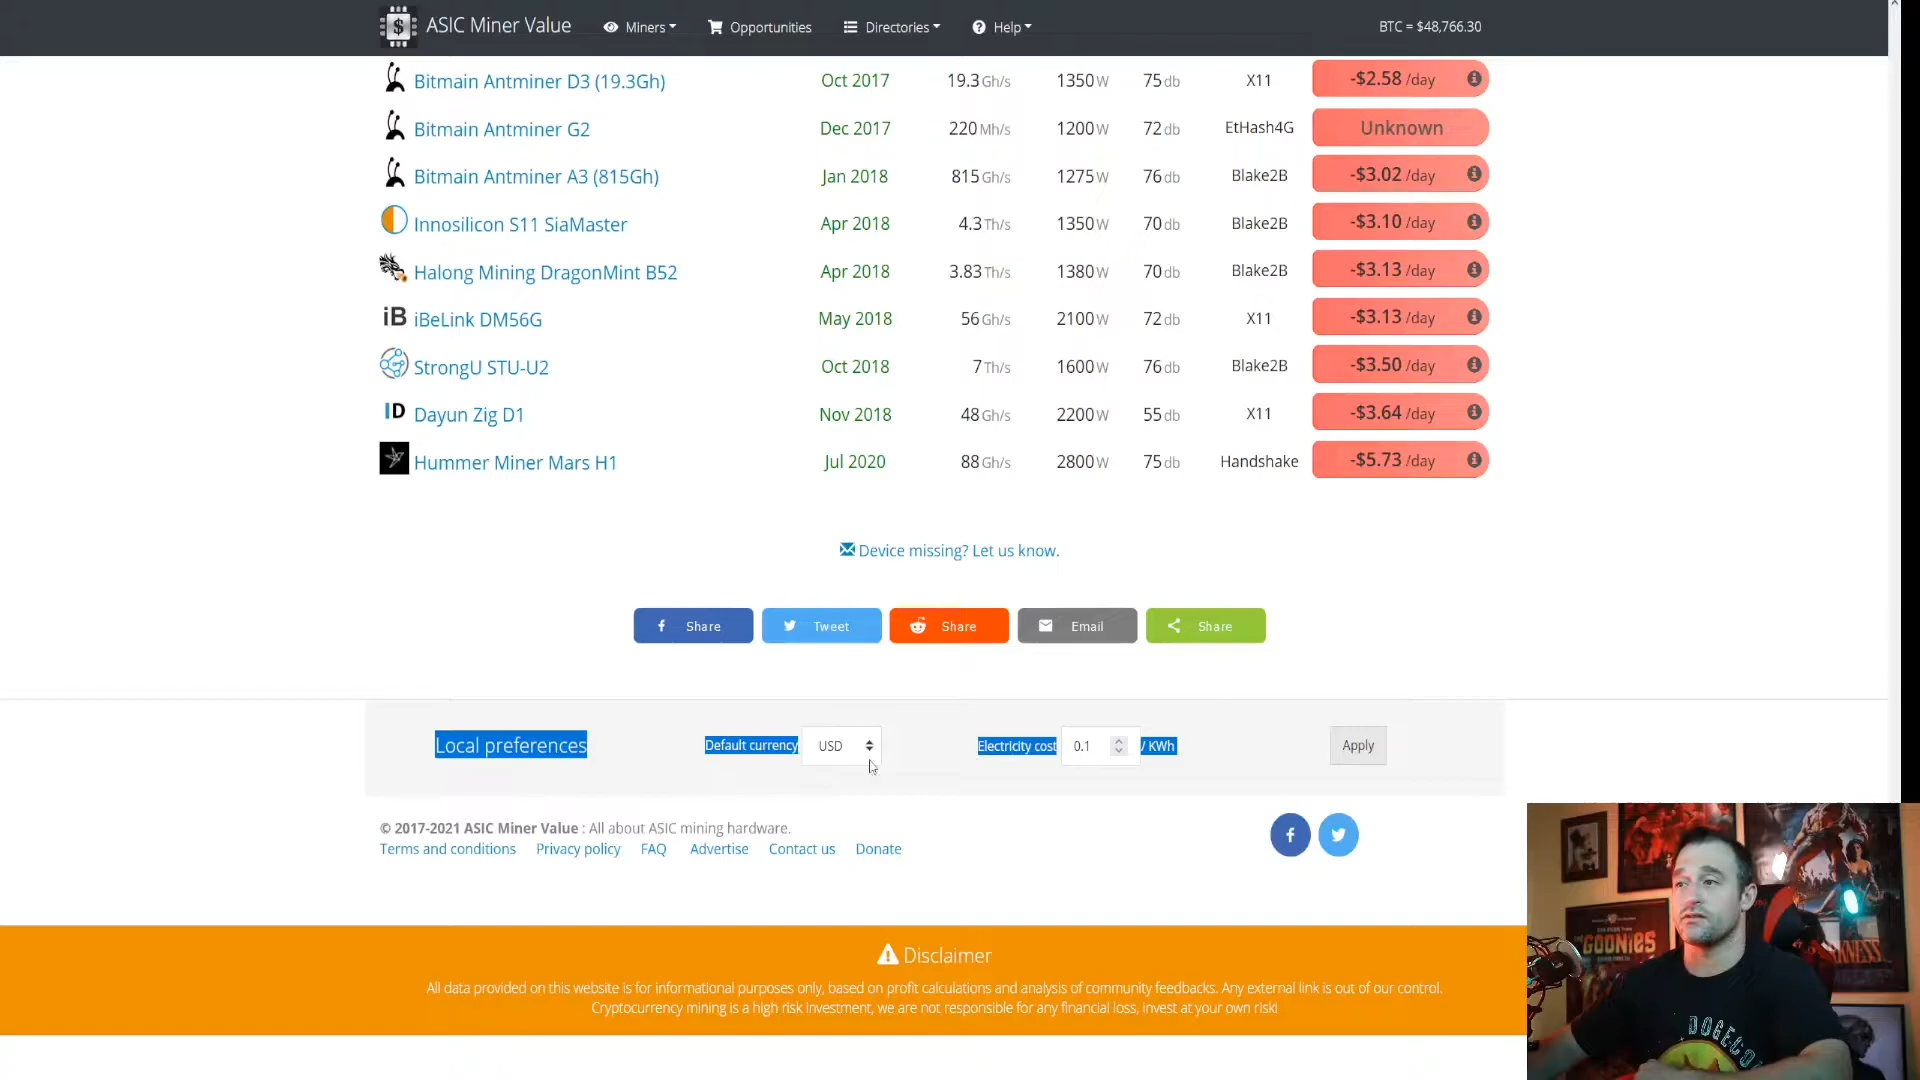 ASIC Miner Value Miners Opportunities Directories Help BTC = $48,766.30
Bitmain Antminer D3 (19.3Gh) Oct 2017 19.3 Gh/s 1350 W 75 db X11 -$2.58 /day
Bitmain Antminer G2 Dec 2017 220 Mh/s 1200 W 72 db EtHash4G Unknown
Bitmain Antminer A3 (815Gh) Jan 2018 815 Gh/s 1275 W 76 db Blake2B -$3.02 /day
Innosilicon S11 SiaMaster Apr 2018 4.3 Th/s 1350 W 70 db Blake2B -$3.10 /day
Halong Mining DragonMint B52 Apr 2018 3.83 Th/s 1380 W 70 db Blake2B -$3.13 /day
iB iBeLink DM56G May 2018 56 Gh/s 2100 W 72 db X11 -$3.13 /day
StrongU STU-U2 Oct 2018 7 Th/s 1600 W 76 db Blake2B -$3.50 /day
ID Dayun Zig D1 Nov 2018 48 Gh/s 2200 W 55 db X11 -$3.64 /day
Hummer Miner Mars H1 Jul 2020 88 Gh/s 2800 W 75 db Handshake -$5.73 /day
Device missing? Let us know.
Share Tweet Share Email Share
Local preferences Default currency USD Electricity cost 0.1 / KWh Apply
© 2017-2021 ASIC Miner Value : All about ASIC mining hardware.
Terms and conditions Privacy policy FAQ Advertise Contact us Donate
Disclaimer
All data provided on this website is for informational purposes only, based on profit calculations and analysis of community feedbacks. Any external link is out of our control.
Cryptocurrency mining is a high risk investment, we are not responsible for any financial loss, invest at your own risk!
GOONIES
DOGECO